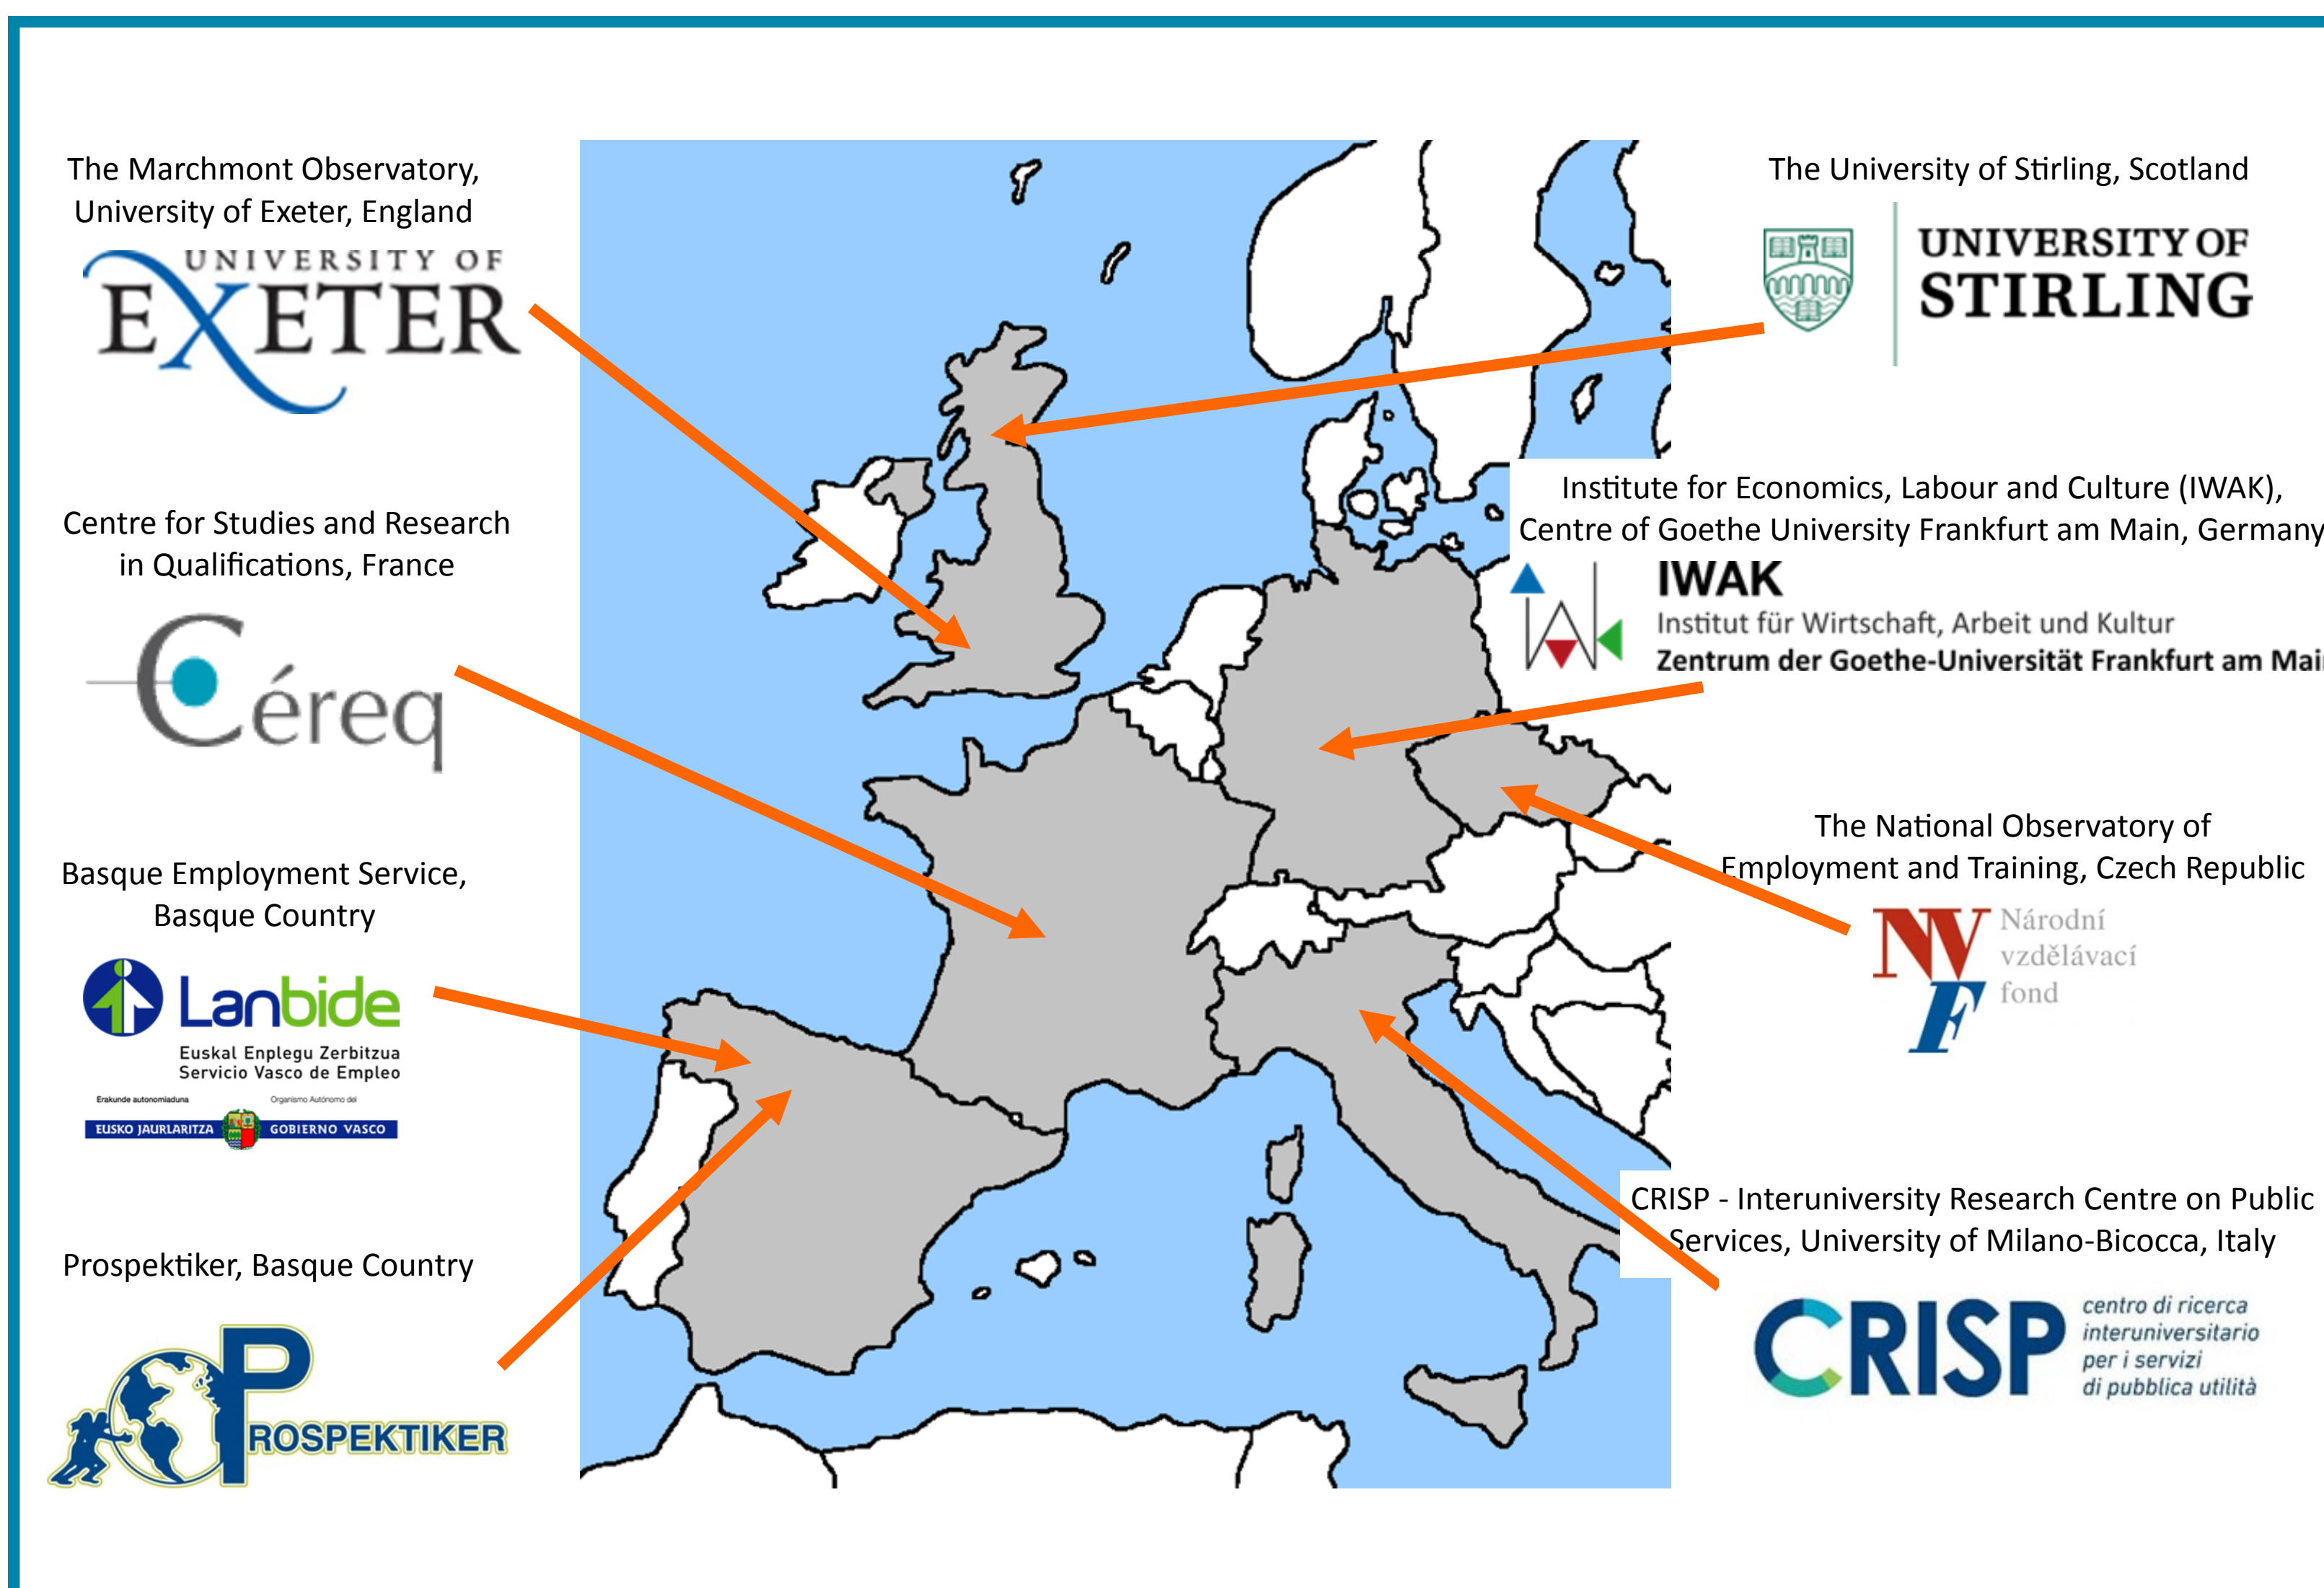 The Marchmont Observatory,
University of Exeter, England
UNIVERSITY OF
EXETER
Centre for Studies and Research
in Qualifications, France
Céreq
Basque Employment Service,
Basque Country
Lanbide
Euskal Enplegu Zerbitzua
Servicio Vasco de Empleo
Erakunde autonomiaduna
Organismo Autónomo del
EUSKO JAURLARITZA
GOBIERNO VASCO
Prospektiker, Basque Country
PROSPEKTIKER
The University of Stirling, Scotland
UNIVERSITY OF
STIRLING
Institute for Economics, Labour and Culture (IWAK),
Centre of Goethe University Frankfurt am Main, Germany
IWAK
Institut für Wirtschaft, Arbeit und Kultur
Zentrum der Goethe-Universität Frankfurt am Mai
The National Observatory of
Employment and Training, Czech Republic
NVF
Národní
vzdělávací
fond
CRISP - Interuniversity Research Centre on Public
Services, University of Milano-Bicocca, Italy
CRISP
centro di ricerca
interuniversitario
per i servizi
di pubblica utilità